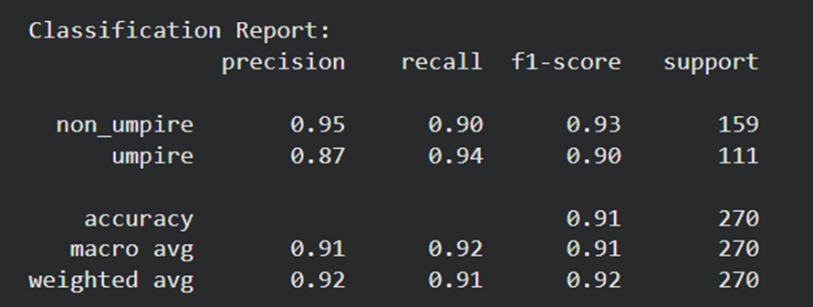 Classification Report:
precision recall f1-score support
non_umpire 0.95 0.90 0.93 159
umpire 0.87 0.94 0.90 111
accuracy 0.91 270
macro avg 0.91 0.92 0.91 270
weighted avg 0.92 0.91 0.92 270